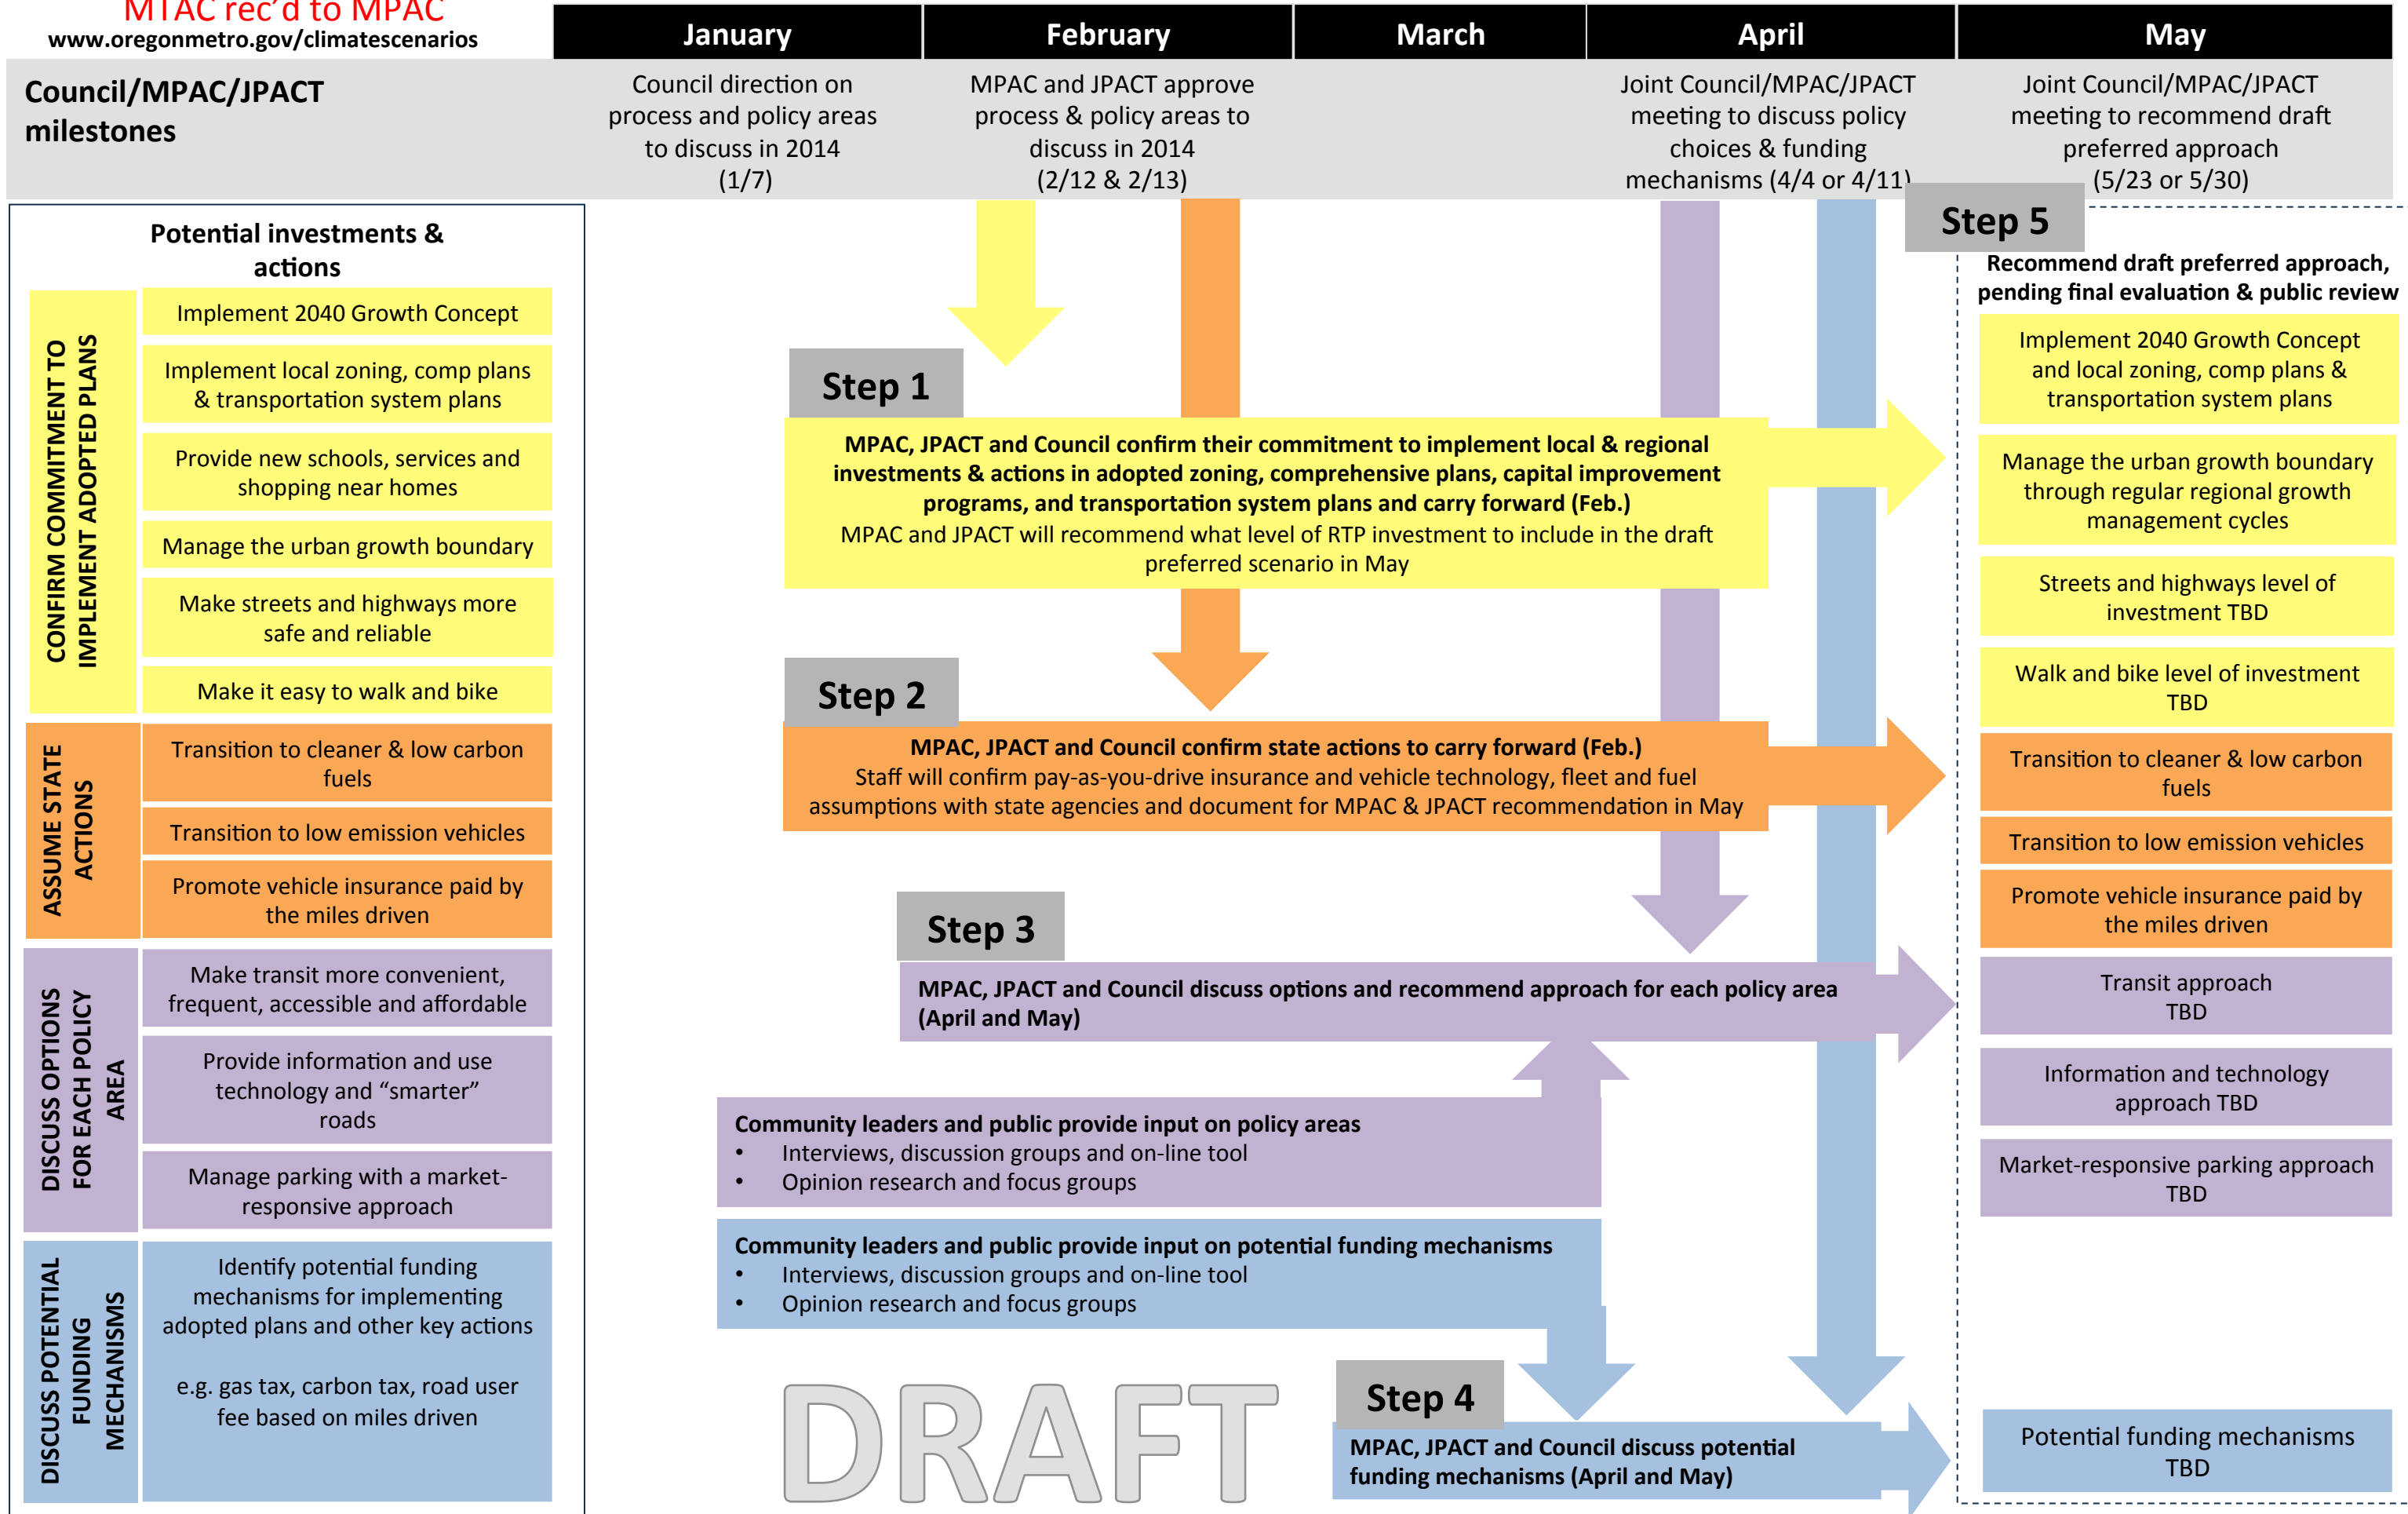 MTAC rec’d to MPAC
www.oregonmetro.gov/climatescenarios
January
February
March
April
May
Council/MPAC/JPACT
milestones
Council direction on
process and policy areas
to discuss in 2014
(1/7)
MPAC and JPACT approve
process & policy areas to
discuss in 2014
(2/12 & 2/13)
Joint Council/MPAC/JPACT
meeting to discuss policy
choices & funding
mechanisms (4/4 or 4/11)
Joint Council/MPAC/JPACT
meeting to recommend draft
preferred approach
(5/23 or 5/30)
Potential investments &
actions
CONFIRM COMMITMENT TO
IMPLEMENT ADOPTED PLANS
Implement 2040 Growth Concept
Implement local zoning, comp plans
& transportation system plans
Provide new schools, services and
shopping near homes
Manage the urban growth boundary
Make streets and highways more
safe and reliable
Make it easy to walk and bike
ASSUME STATE
ACTIONS
Transition to cleaner & low carbon
fuels
Transition to low emission vehicles
Promote vehicle insurance paid by
the miles driven
DISCUSS OPTIONS
FOR EACH POLICY
AREA
Make transit more convenient,
frequent, accessible and affordable
Provide information and use
technology and “smarter”
roads
Manage parking with a market-
responsive approach
DISCUSS POTENTIAL
FUNDING
MECHANISMS
Identify potential funding
mechanisms for implementing
adopted plans and other key actions
e.g. gas tax, carbon tax, road user
fee based on miles driven
Step 1
MPAC, JPACT and Council confirm their commitment to implement local & regional
investments & actions in adopted zoning, comprehensive plans, capital improvement
programs, and transportation system plans and carry forward (Feb.)
MPAC and JPACT will recommend what level of RTP investment to include in the draft
preferred scenario in May
Step 2
MPAC, JPACT and Council confirm state actions to carry forward (Feb.)
Staff will confirm pay-as-you-drive insurance and vehicle technology, fleet and fuel
assumptions with state agencies and document for MPAC & JPACT recommendation in May
Step 3
MPAC, JPACT and Council discuss options and recommend approach for each policy area
(April and May)
Community leaders and public provide input on policy areas
• Interviews, discussion groups and on-line tool
• Opinion research and focus groups
Community leaders and public provide input on potential funding mechanisms
• Interviews, discussion groups and on-line tool
• Opinion research and focus groups
DRAFT
Step 4
MPAC, JPACT and Council discuss potential
funding mechanisms (April and May)
Step 5
Recommend draft preferred approach,
pending final evaluation & public review
Implement 2040 Growth Concept
and local zoning, comp plans &
transportation system plans
Manage the urban growth boundary
through regular regional growth
management cycles
Streets and highways level of
investment TBD
Walk and bike level of investment
TBD
Transition to cleaner & low carbon
fuels
Transition to low emission vehicles
Promote vehicle insurance paid by
the miles driven
Transit approach
TBD
Information and technology
approach TBD
Market-responsive parking approach
TBD
Potential funding mechanisms
TBD